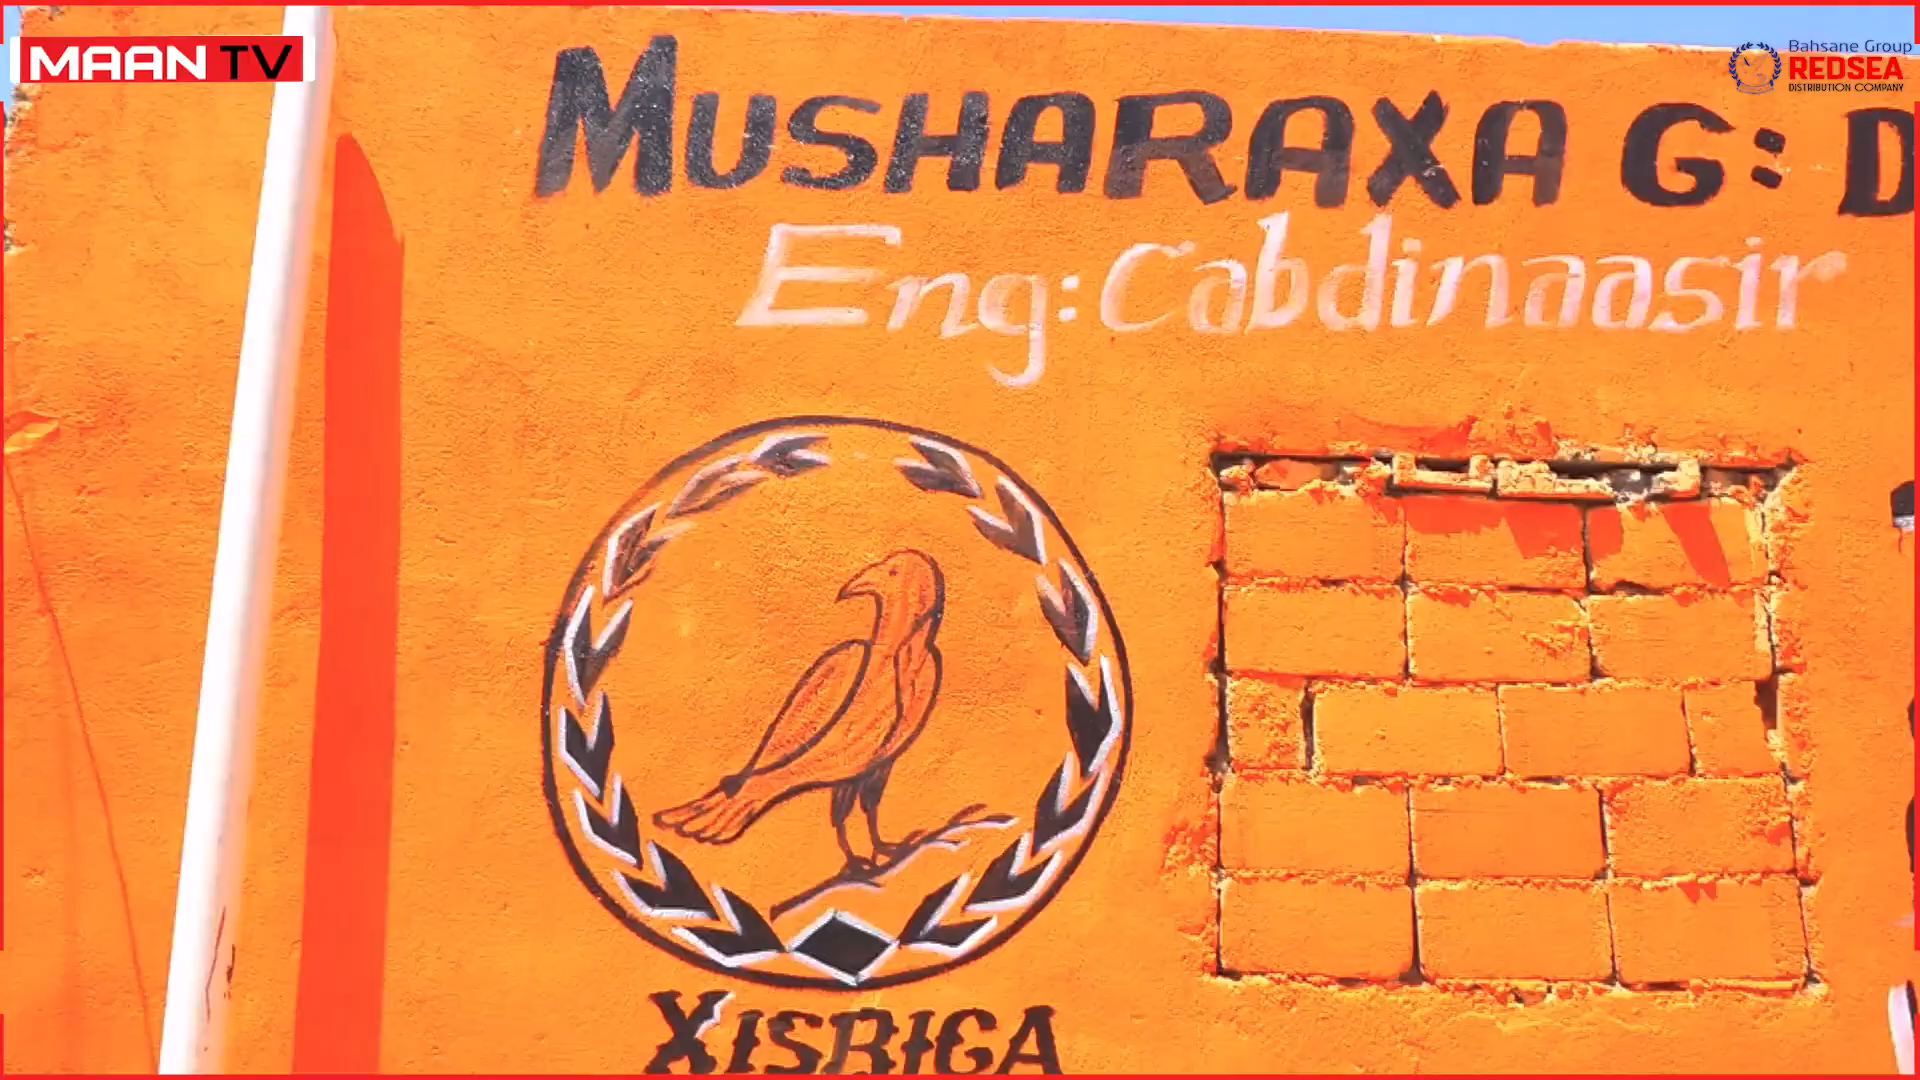 MAAN TV
Bahsane Group
REDSEA
DISTRIBUTION COMPANY
MUSHARAXA G: D
Eng: Cabdinaasir
XISBIGA